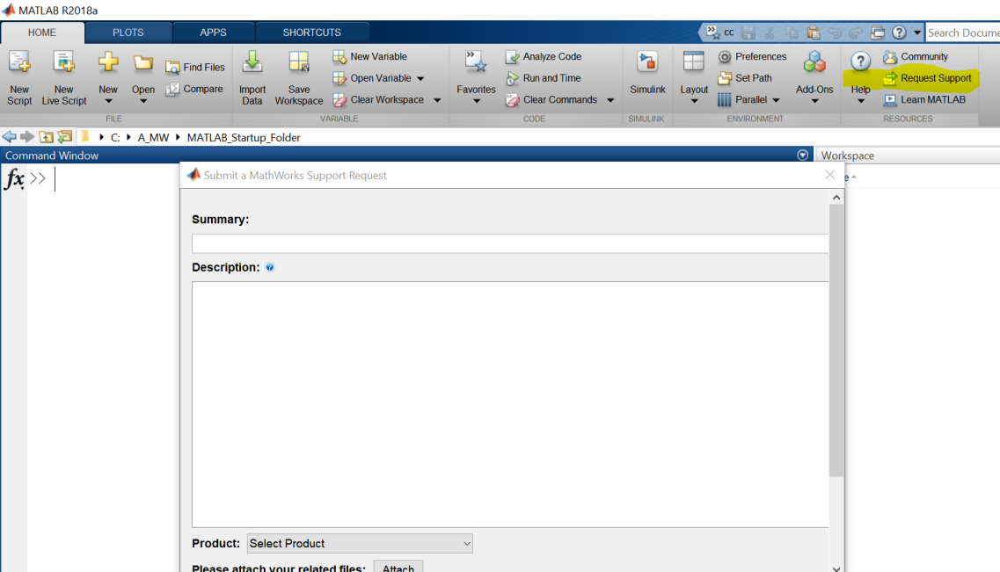 MATLAB R2018a
HOME PLOTS APPS SHORTCUTS cc Search Docume
New Script
New Live Script
New
Open
Find Files
Compare
FILE
Import Data
Save Workspace
New Variable
Open Variable
Clear Workspace
VARIABLE
Favorites
Analyze Code
Run and Time
Clear Commands
CODE
Simulink
SIMULINK
Layout
Preferences
Set Path
Parallel
Add-Ons
ENVIRONMENT
Help
Community
Request Support
Learn MATLAB
RESOURCES
C: A_MW MATLAB_Startup_Folder
Command Window
Workspace
fx >>
Submit a MathWorks Support Request
Summary:
Description:
Product: Select Product
Please attach your related files: Attach